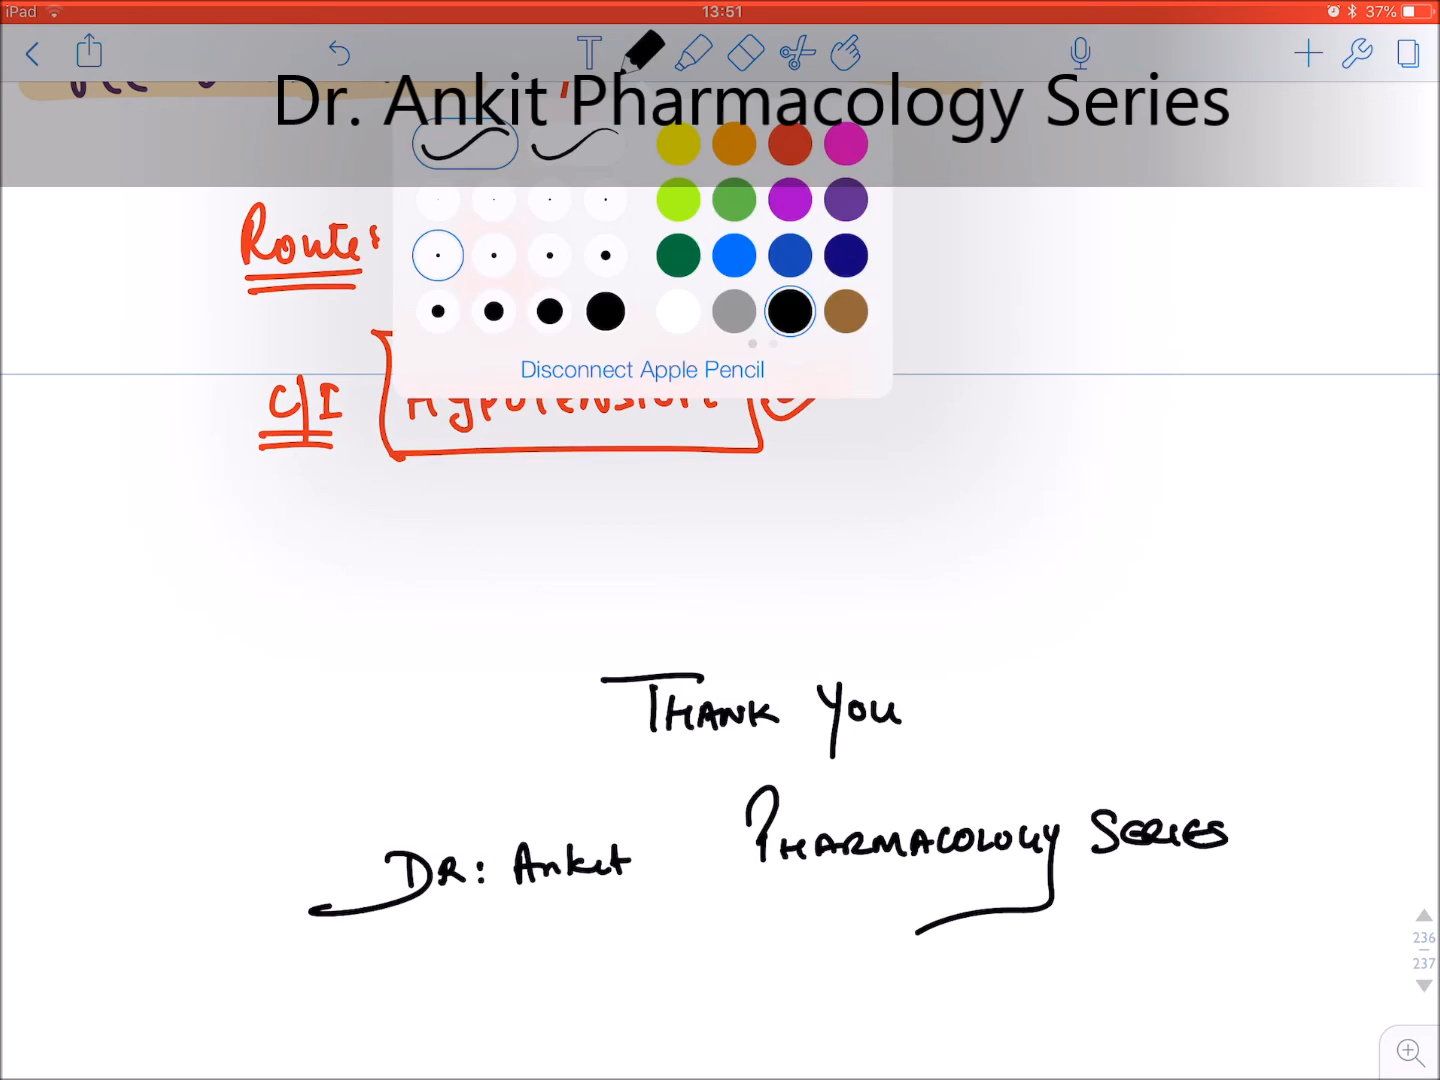 iPad 13:51 37%
T
Dr. Ankit Pharmacology Series
Route:
Disconnect Apple Pencil
C/I Hypotension
THANK YOU
PHARMACOLOGY SERIES
DR: Ankit
236
237